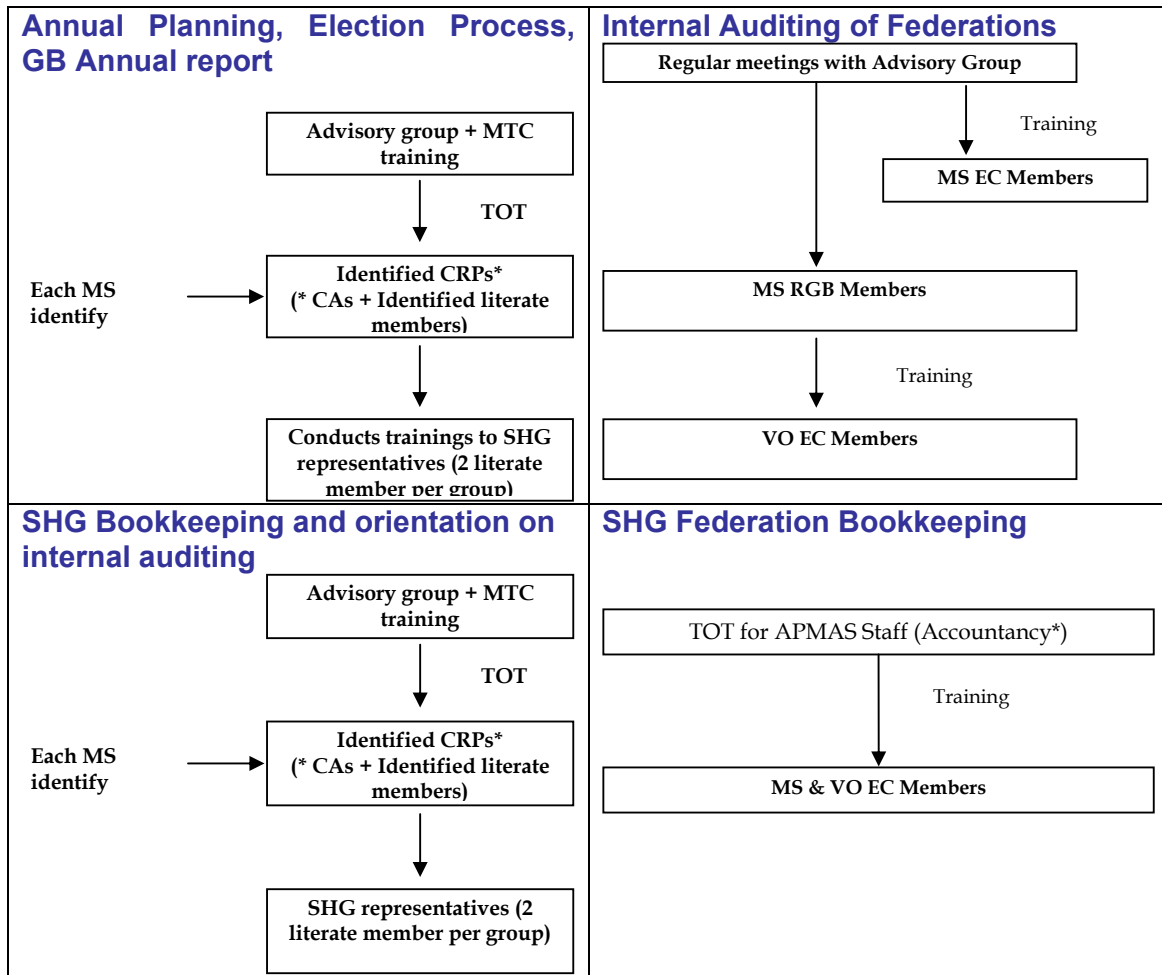 Annual Planning, Election Process,
GB Annual report
Advisory group + MTC
training
TOT
Each MS
identify
Identified CRPs*
(* CAs + Identified literate
members)
Conducts trainings to SHG
representatives (2 literate
member per group)
Internal Auditing of Federations
Regular meetings with Advisory Group
Training
MS EC Members
MS RGB Members
Training
VO EC Members
SHG Bookkeeping and orientation on
internal auditing
Advisory group + MTC
training
TOT
Each MS
identify
Identified CRPs*
(* CAs + Identified literate
members)
SHG representatives (2
literate member per group)
SHG Federation Bookkeeping
TOT for APMAS Staff (Accountancy*)
Training
MS & VO EC Members